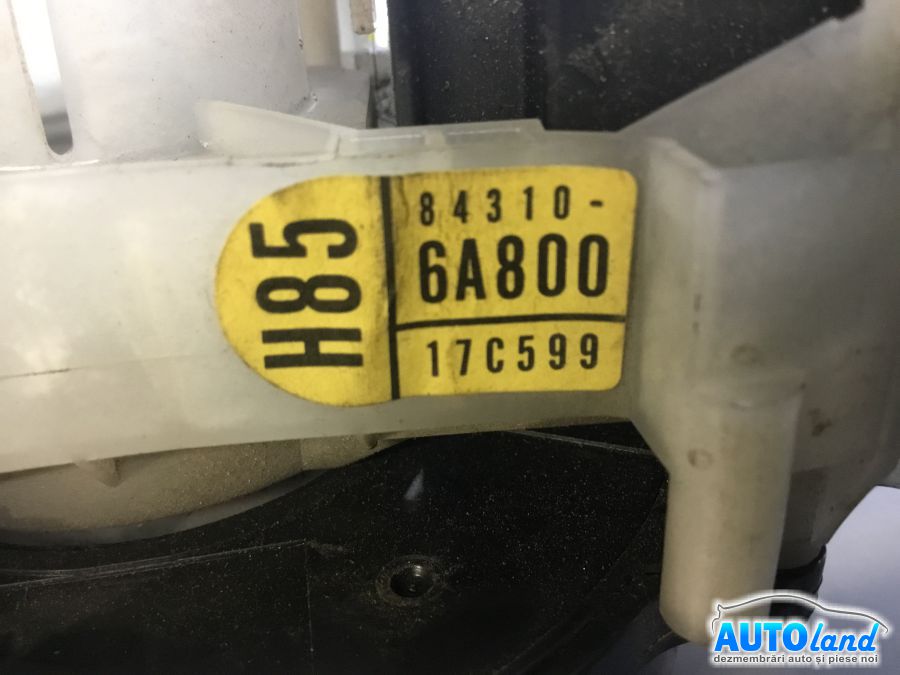 H85
84310-
6A800
17C599
AUTOland
dezmembrări auto și piese noi